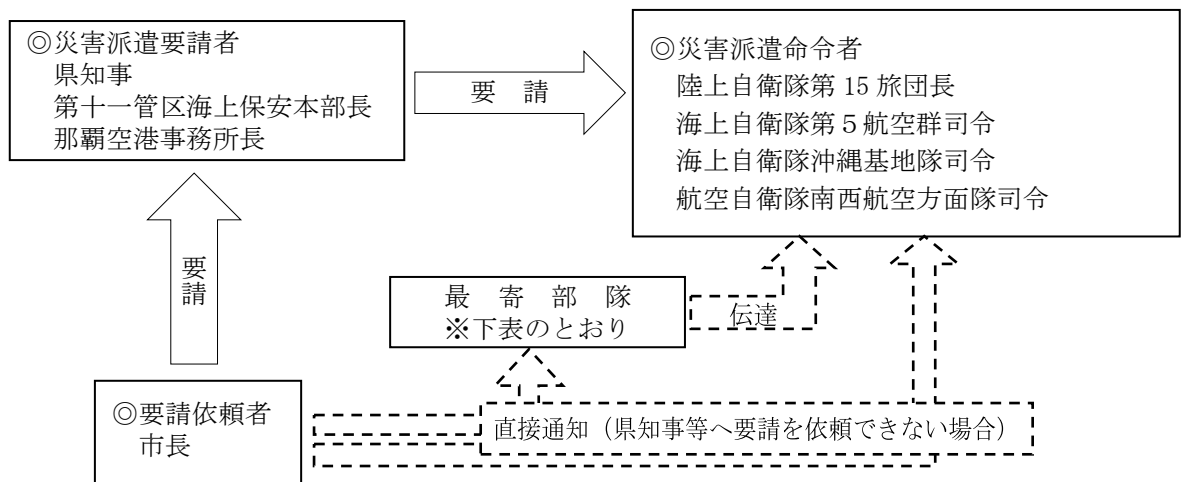 ◎災害派遣要請者
県知事
第十一管区海上保安本部長
那覇空港事務所長
要　請
◎災害派遣命令者
陸上自衛隊第 15 旅団長
海上自衛隊第５航空群司令
海上自衛隊沖縄基地隊司令
航空自衛隊南西航空方面隊司令
要請
最　寄　部　隊
※下表のとおり
伝達
◎要請依頼者
市長
直接通知（県知事等へ要請を依頼できない場合）